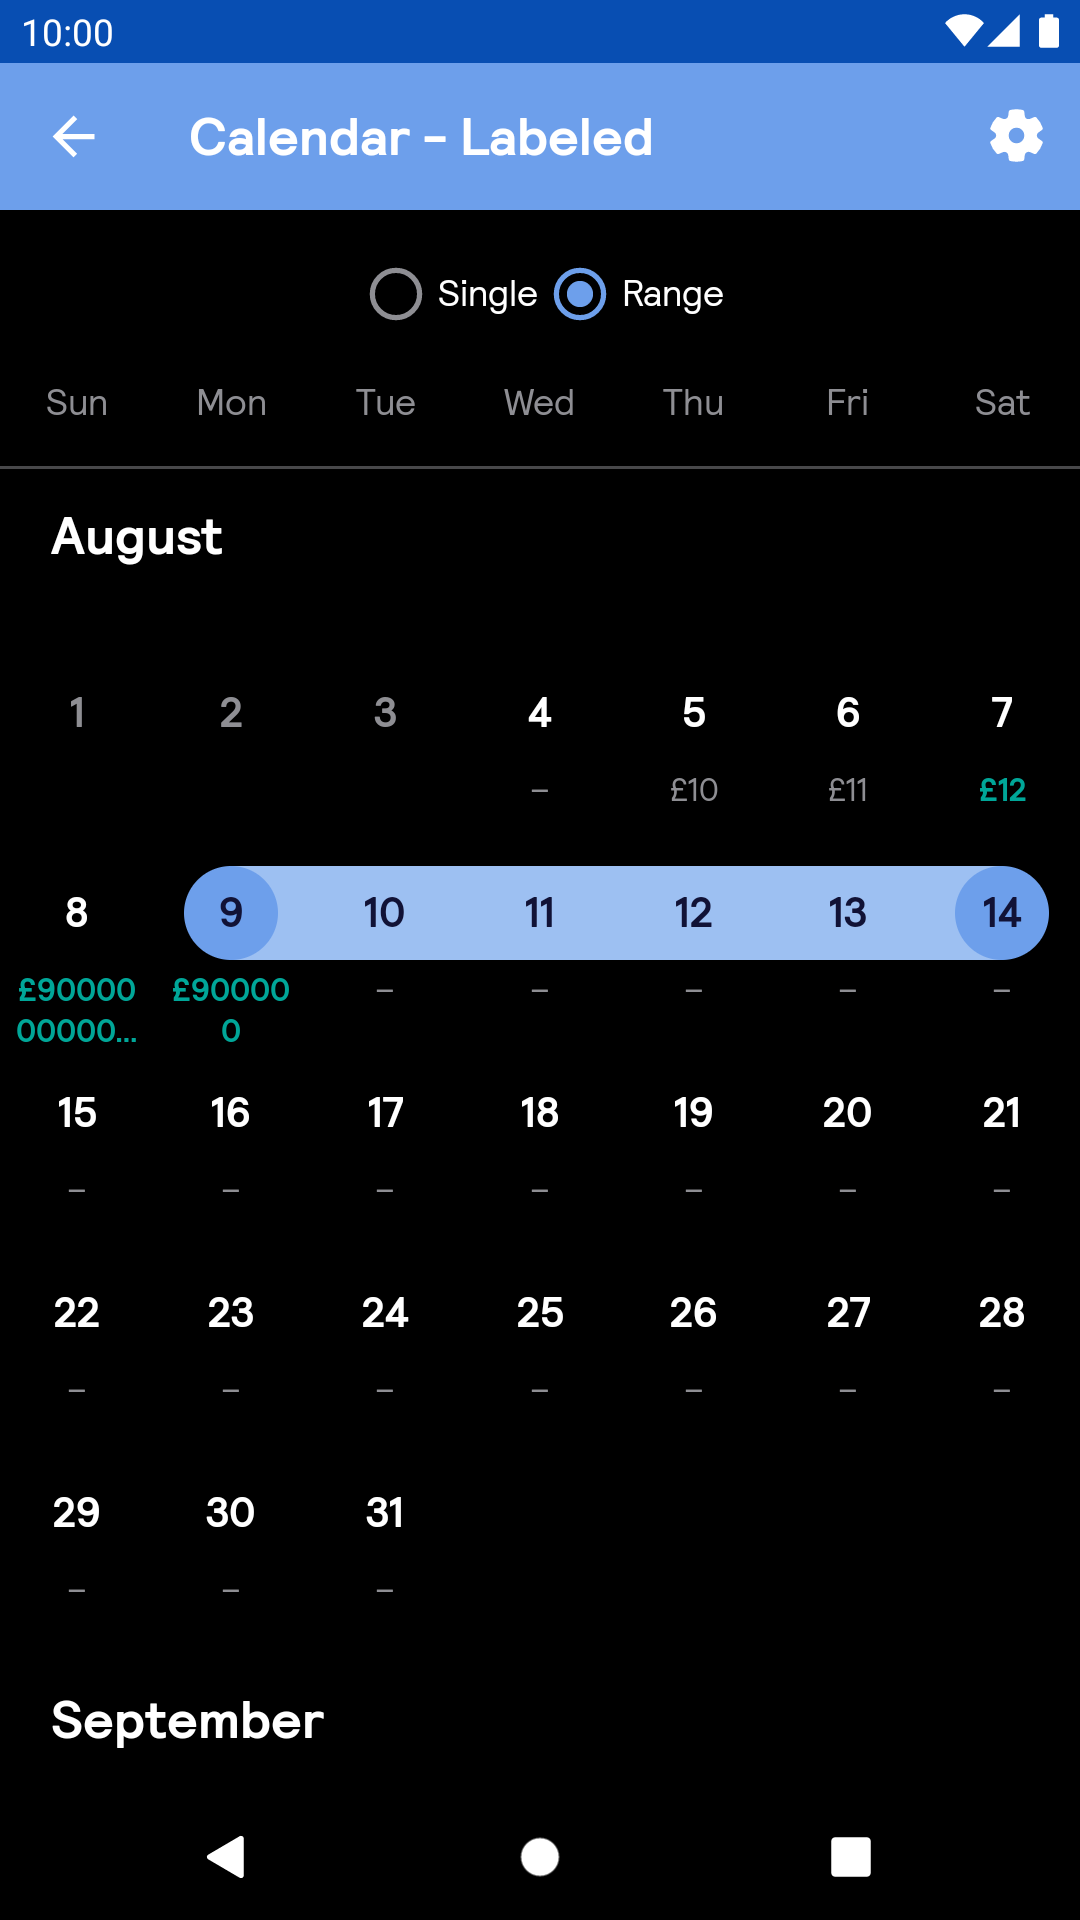 10:00
Calendar - Labeled
Single Range
Sun Mon Tue Wed Thu Fri Sat
August
1 2 3 4 5 6 7
– £10 £11 £12
8 9 10 11 12 13 14
£90000 £90000 – – – – –
00000... 0
15 16 17 18 19 20 21
– – – – – – –
22 23 24 25 26 27 28
– – – – – – –
29 30 31
– – –
September